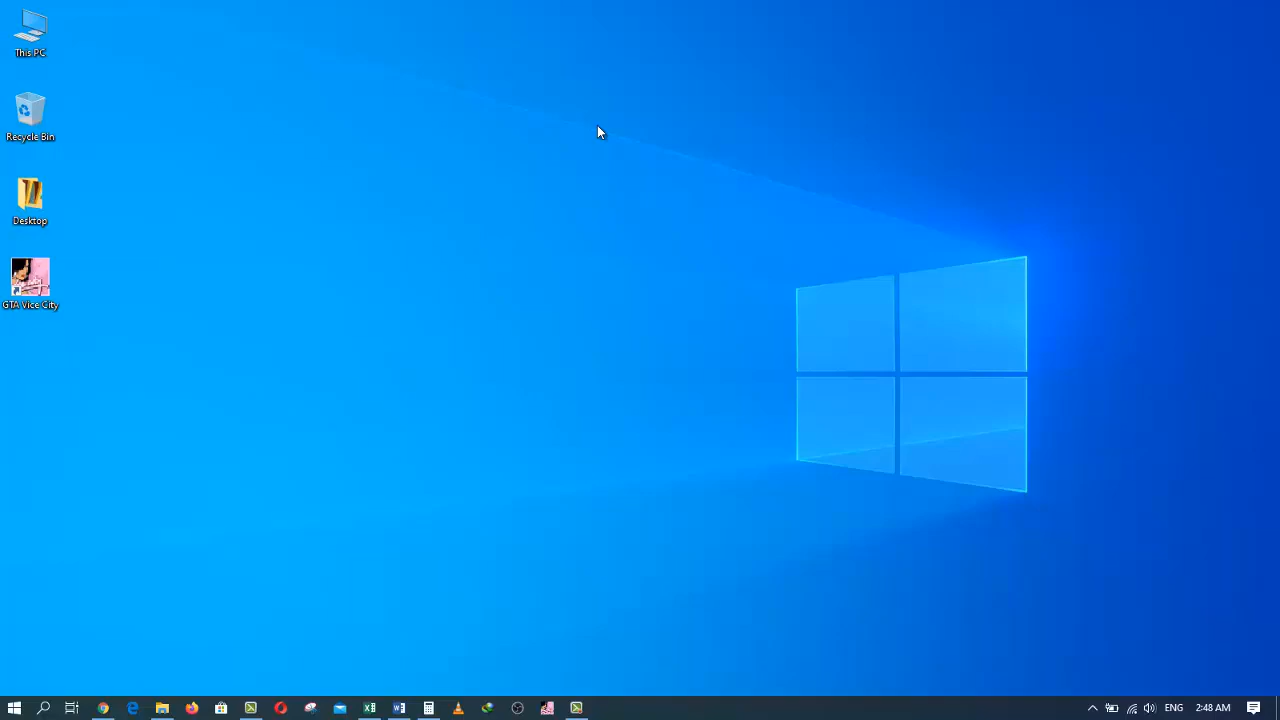 This PC
Recycle Bin
Desktop
GTA Vice City
ENG
2:48 AM